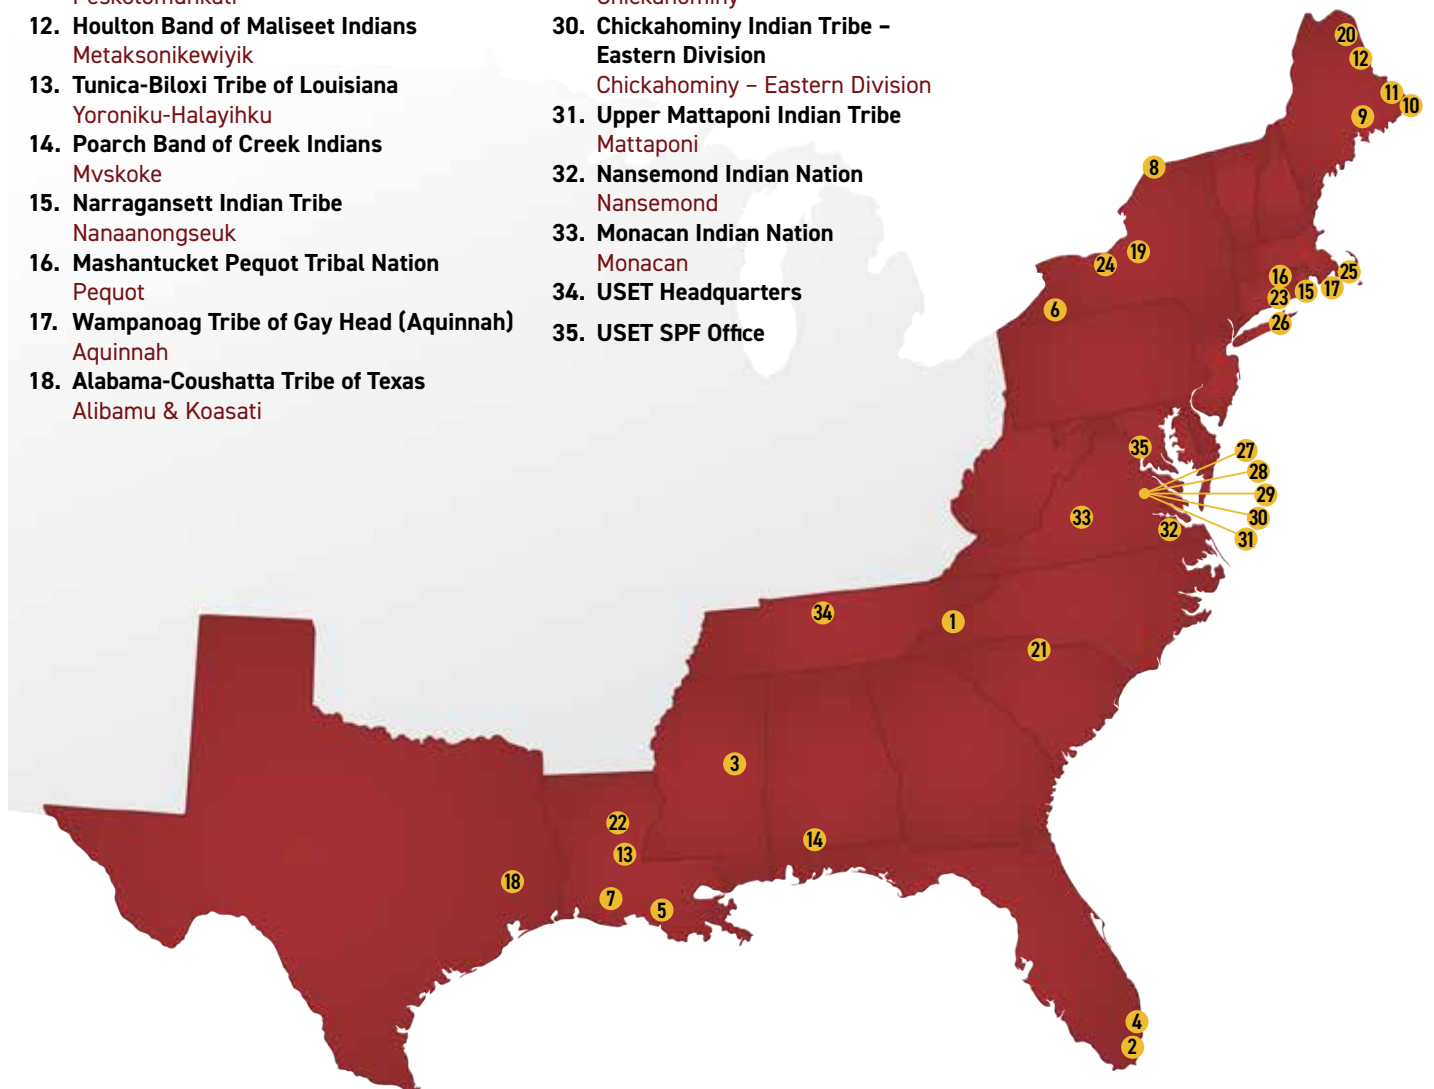 12. Houlton Band of Maliseet Indians
Metaksonikewiyik
13. Tunica-Biloxi Tribe of Louisiana
Yoroniku-Halayihku
14. Poarch Band of Creek Indians
Mvskoke
15. Narragansett Indian Tribe
Nanaanongseuk
16. Mashantucket Pequot Tribal Nation
Pequot
17. Wampanoag Tribe of Gay Head (Aquinnah)
Aquinnah
18. Alabama-Coushatta Tribe of Texas
Alibamu & Koasati
30. Chickahominy Indian Tribe –
Eastern Division
Chickahominy – Eastern Division
31. Upper Mattaponi Indian Tribe
Mattaponi
32. Nansemond Indian Nation
Nansemond
33. Monacan Indian Nation
Monacan
34. USET Headquarters
35. USET SPF Office
20
12
11
10
9
8
19
24
6
16
25
23
15
17
26
35
27
28
29
30
31
33
32
34
1
21
3
22
14
13
18
7
5
4
2